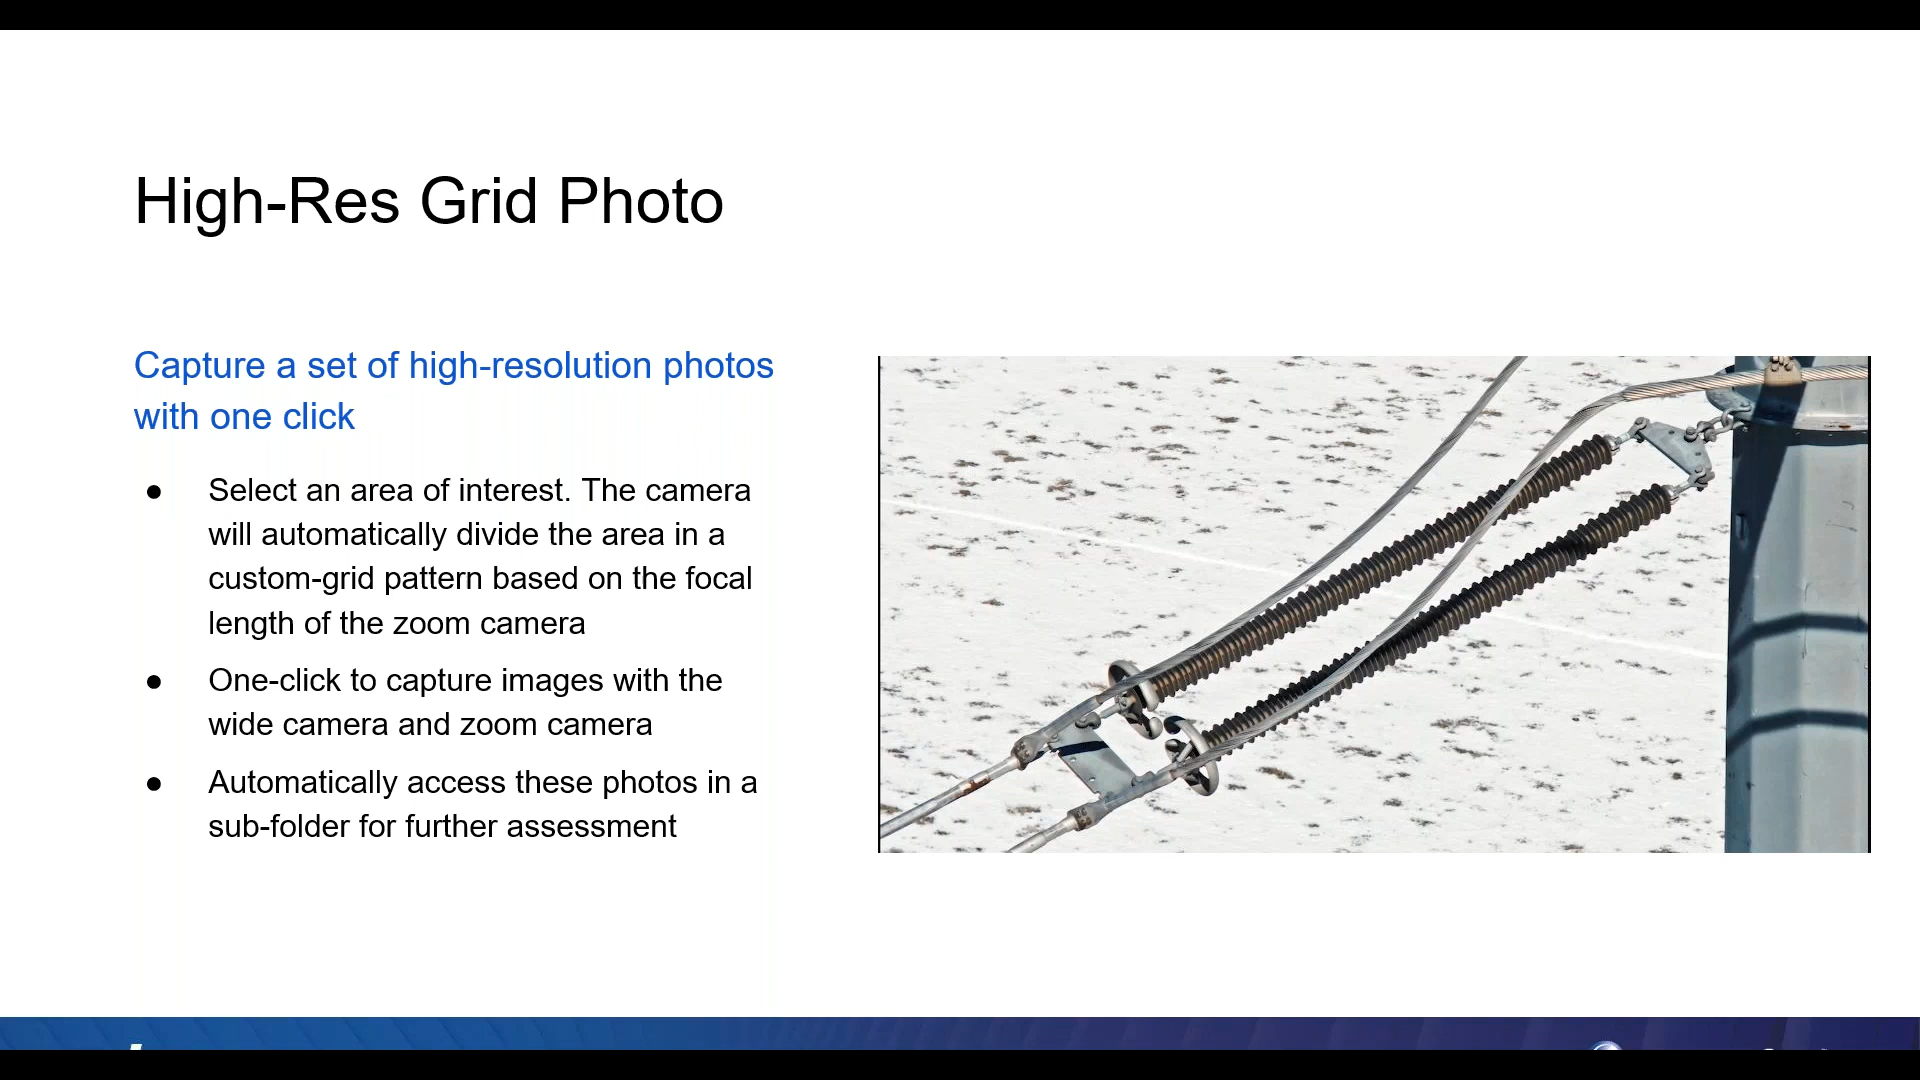 High-Res Grid Photo
Capture a set of high-resolution photos
with one click
● Select an area of interest. The camera
will automatically divide the area in a
custom-grid pattern based on the focal
length of the zoom camera
● One-click to capture images with the
wide camera and zoom camera
● Automatically access these photos in a
sub-folder for further assessment